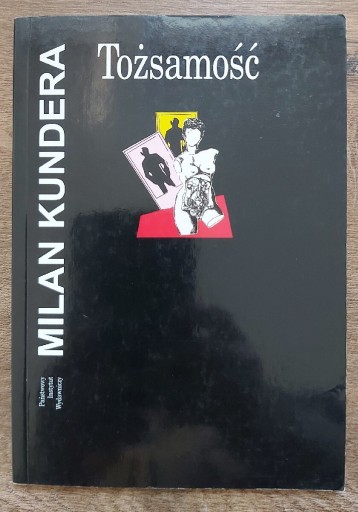 Tożsamość
MILAN KUNDERA
Państwowy
Instytut
Wydawniczy